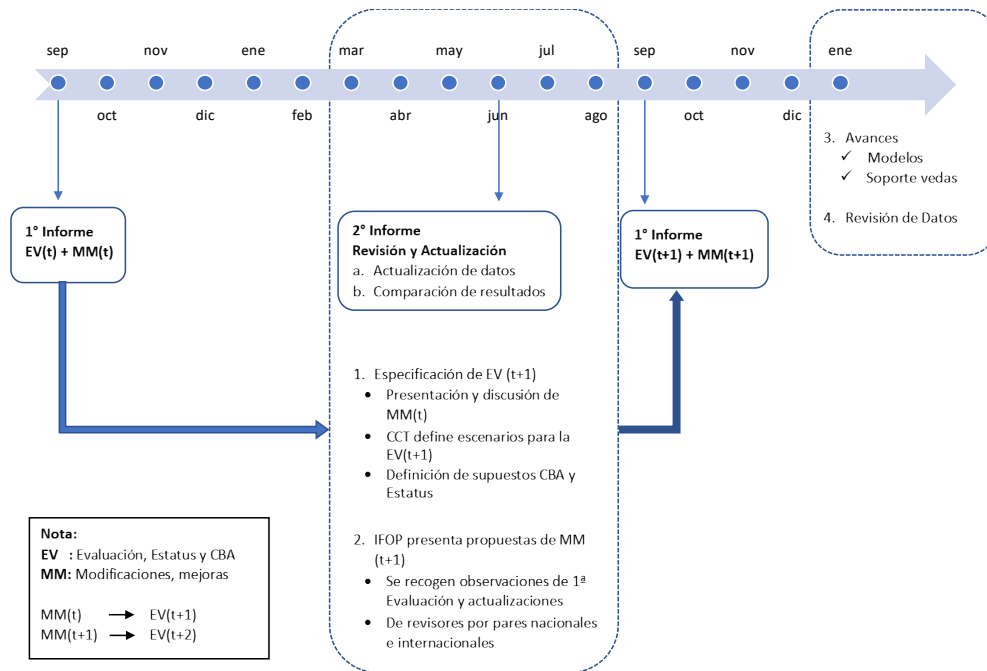 sep
nov
ene
mar
may
jul
sep
nov
ene
oct
dic
feb
abr
jun
ago
oct
dic
1° Informe
EV(t) + MM(t)
2° Informe
Revisión y Actualización
a. Actualización de datos
b. Comparación de resultados
1° Informe
EV(t+1) + MM(t+1)
3. Avances
✓ Modelos
✓ Soporte vedas
4. Revisión de Datos
1. Especificación de EV (t+1)
• Presentación y discusión de
MM(t)
• CCT define escenarios para la
EV(t+1)
• Definición de supuestos CBA y
Estatus
2. IFOP presenta propuestas de MM
(t+1)
• Se recogen observaciones de 1ª
Evaluación y actualizaciones
• De revisores por pares nacionales
e internacionales
Nota:
EV : Evaluación, Estatus y CBA
MM: Modificaciones, mejoras
MM(t) → EV(t+1)
MM(t+1) → EV(t+2)